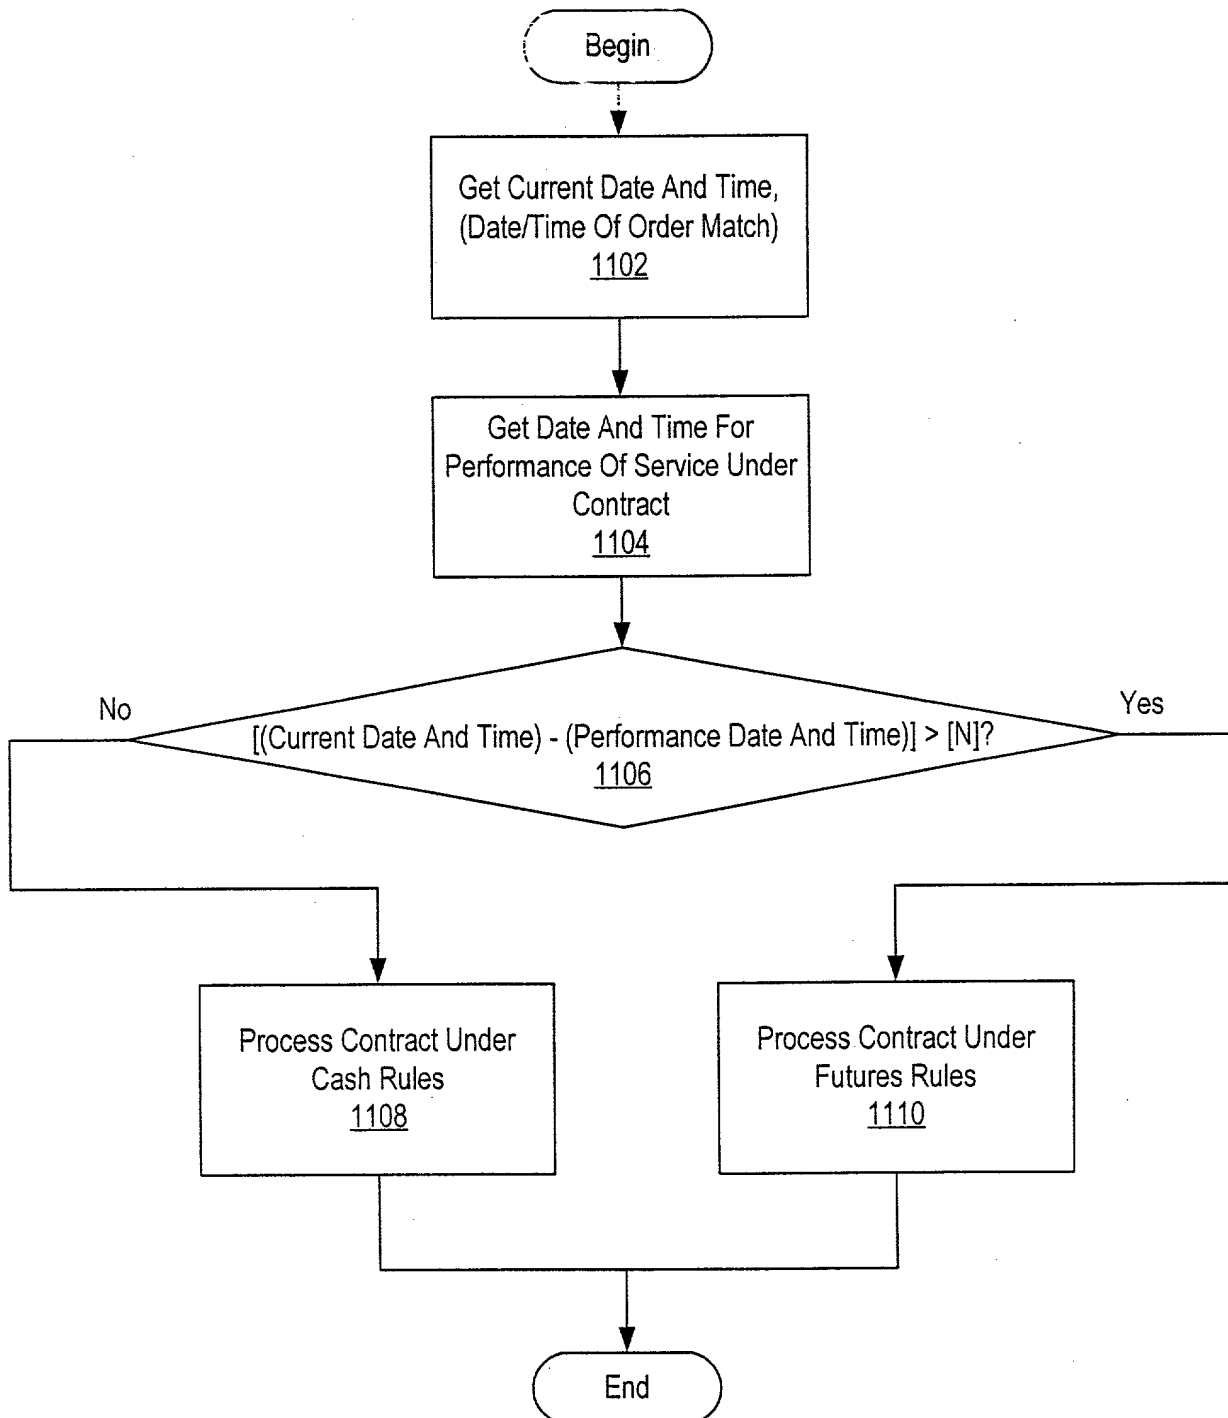 Begin
Get Current Date And Time,
(Date/Time Of Order Match)
1102
Get Date And Time For
Performance Of Service Under
Contract
1104
No
Yes
[(Current Date And Time) - (Performance Date And Time)] > [N]?
1106
Process Contract Under
Cash Rules
1108
Process Contract Under
Futures Rules
1110
End